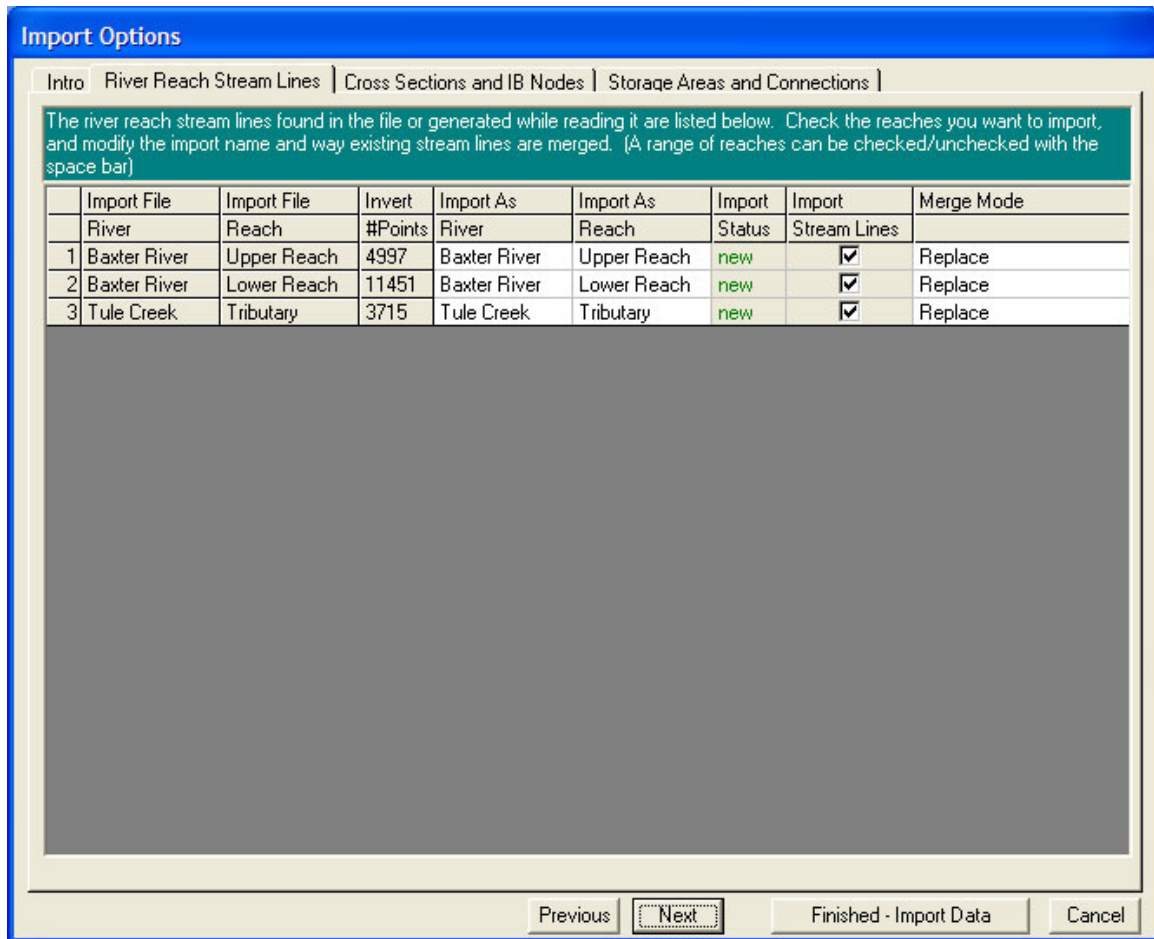 Import Options
Intro River Reach Stream Lines Cross Sections and IB Nodes Storage Areas and Connections
The river reach stream lines found in the file or generated while reading it are listed below. Check the reaches you want to import,
and modify the import name and way existing stream lines are merged. (A range of reaches can be checked/unchecked with the
space bar)
Import File Import File Invert Import As Import As Import Import Merge Mode
River Reach #Points River Reach Status Stream Lines
1 Baxter River Upper Reach 4997 Baxter River Upper Reach new Replace
2 Baxter River Lower Reach 11451 Baxter River Lower Reach new Replace
3 Tule Creek Tributary 3715 Tule Creek Tributary new Replace
Previous Next Finished - Import Data Cancel